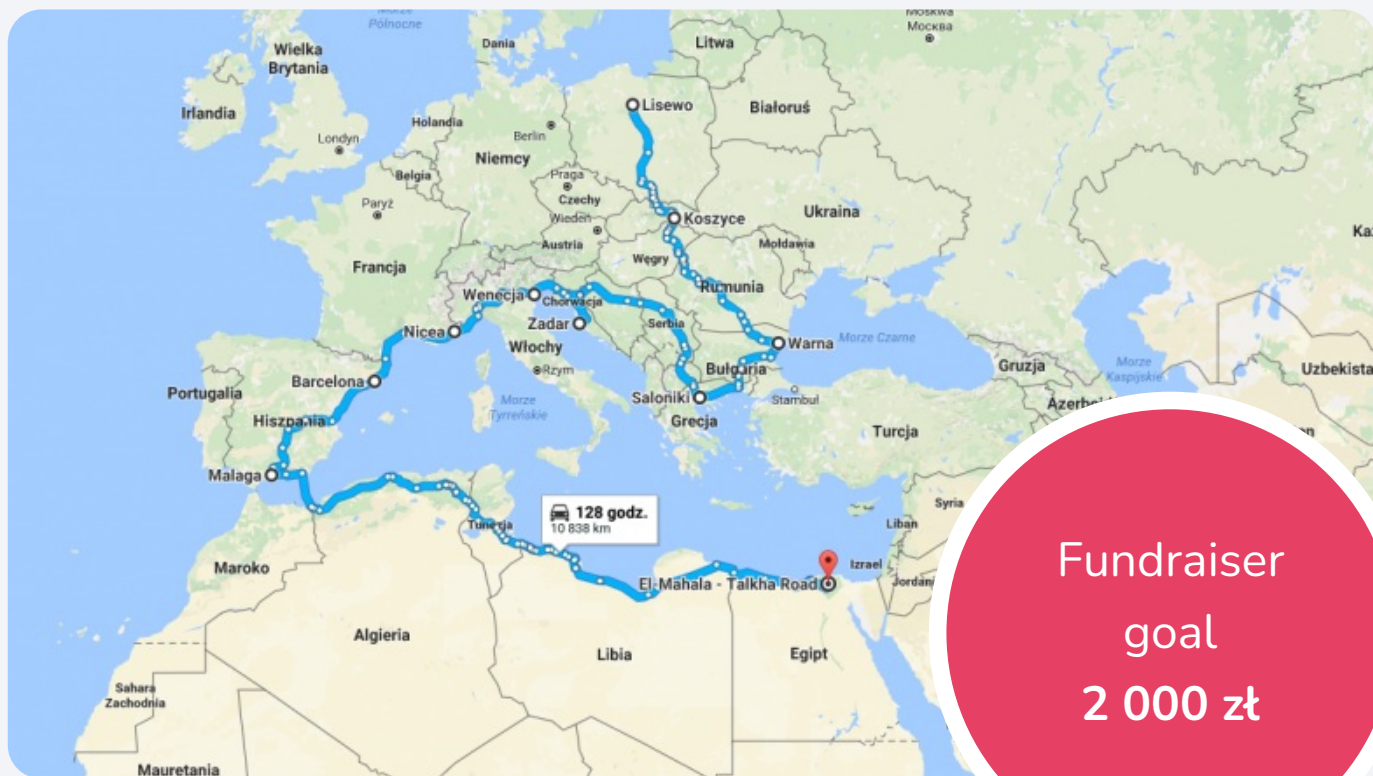 Morze
Północne
Moskwa
Москва
Wielka
Brytania
Dania
Litwa
Irlandia
Lisewo
Białoruś
Holandia
Londyn
Berlin
Niemcy
Belgia
Praga
Czechy
Paryż
Wiedeń
Koszyce
Ukraina
Austria
Mołdawia
Francja
Węgry
Rumunia
Wenecja
Chorwacja
Zadar
Serbia
Nicea
Włochy
Warna
Morze Czarne
Gruzja
Morze
Kaspijskie
Uzbekista
Rzym
Bułgaria
Barcelona
Portugalia
Saloniki
Stambuł
Morze
Tyrreńskie
Hiszpania
Grecja
Turcja
Malaga
Syria
128 godz.
10 838 km
Liban
Tunezja
Maroko
Izrael
El-Mahala - Talkha Road
Jordan
Algieria
Libia
Egipt
Sahara
Zachodnia
Mauretania
Fundraiser
goal
2 000 zł